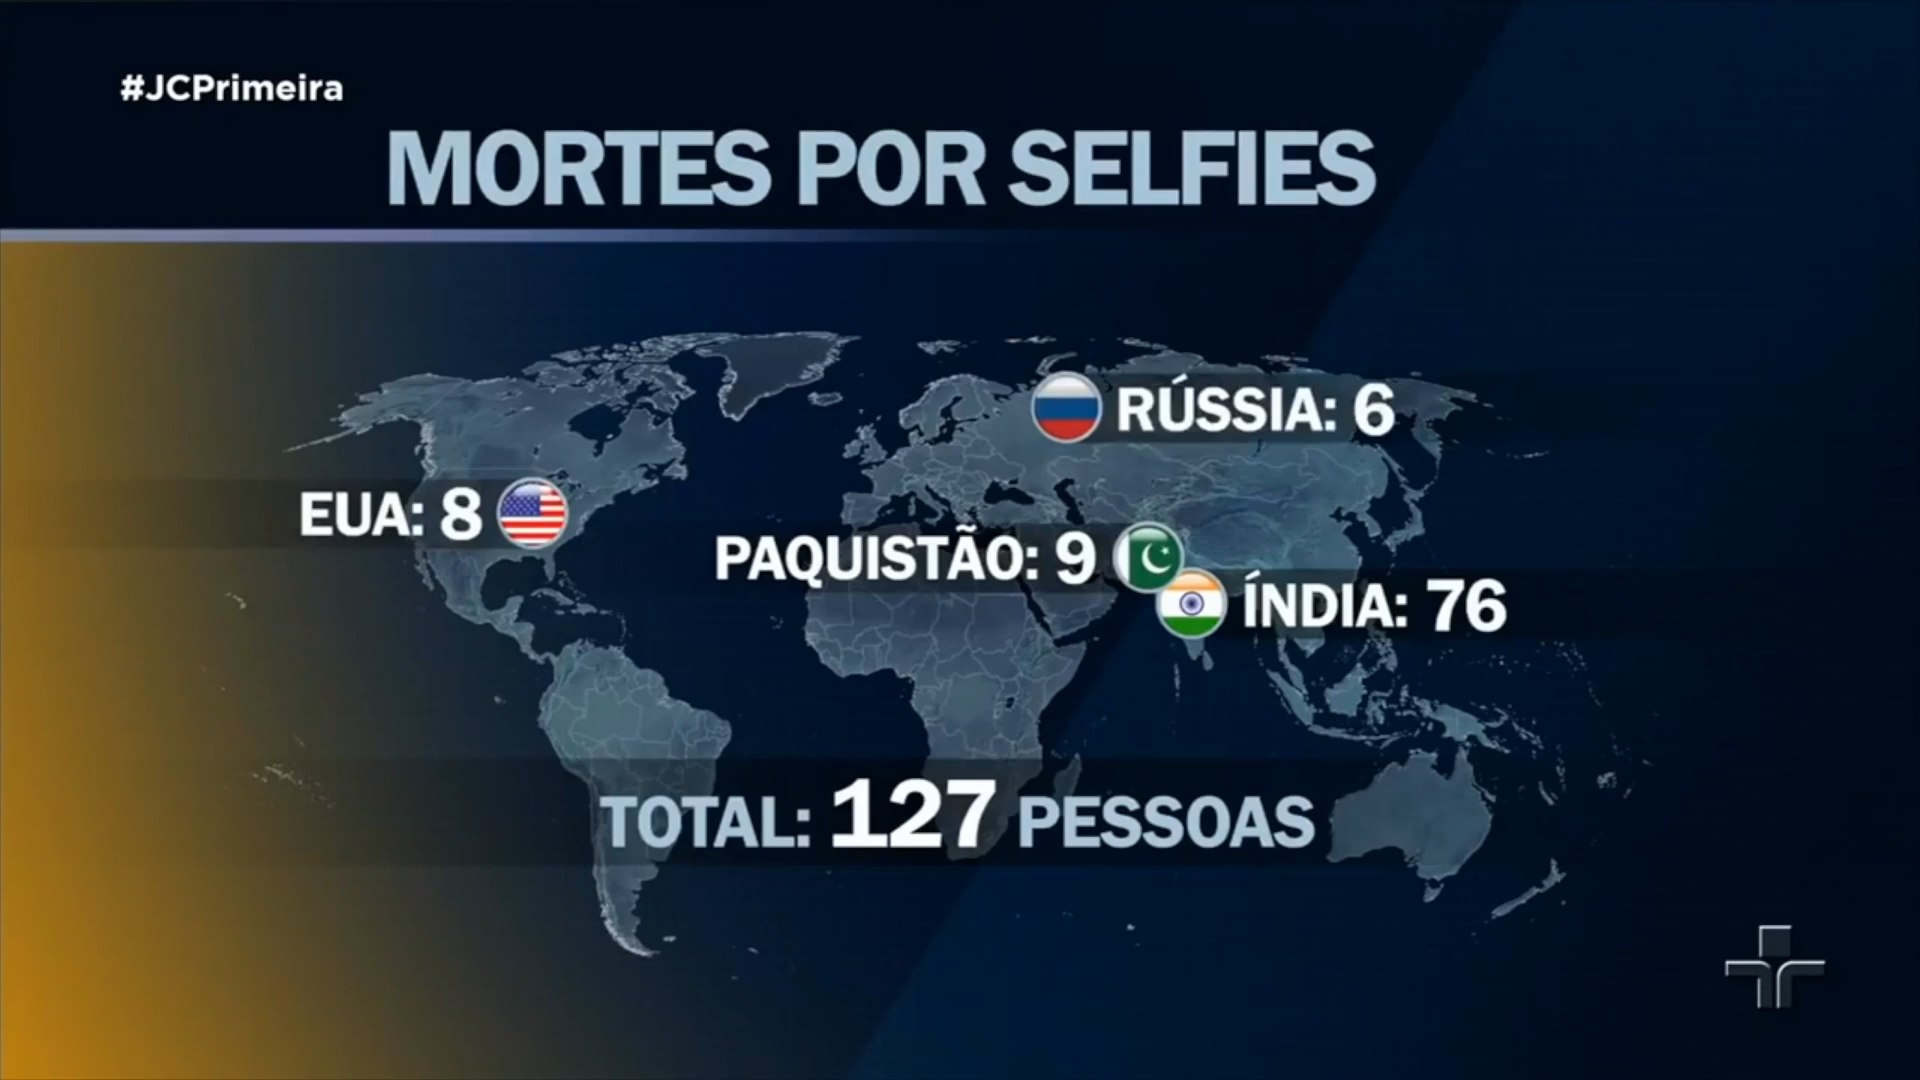 #JCPrimeira
MORTES POR SELFIES
RÚSSIA: 6
EUA: 8
PAQUISTÃO: 9
ÍNDIA: 76
TOTAL: 127 PESSOAS